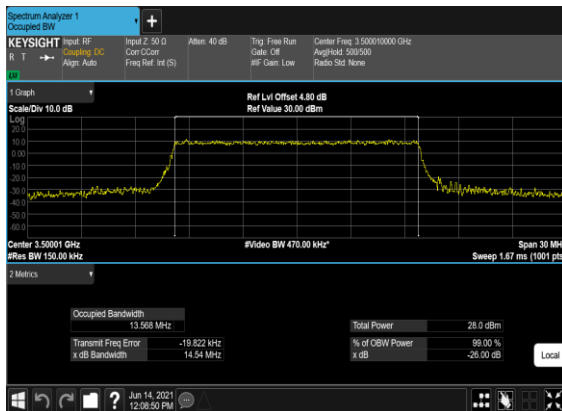 Spectrum Analyzer 1
Occupied BW
KEYSIGHT
R T
Input: RF
Coupling: DC
Align: Auto
Input Z: 50 Ω
Corr CCorr
Freq Ref: Int (S)
Atten: 40 dB
Trig: Free Run
Gate: Off
#IF Gain: Low
Center Freq: 3.500010000 GHz
Avg|Hold: 500/500
Radio Std: None
1 Graph
Scale/Div 10.0 dB
Ref Lvl Offset 4.80 dB
Ref Value 30.00 dBm
Log
20.0
10.0
0.00
-10.0
-20.0
-30.0
-40.0
-50.0
-60.0
Center 3.50001 GHz
#Res BW 150.00 kHz
#Video BW 470.00 kHz*
Span 30 MH
Sweep 1.67 ms (1001 pts
2 Metrics
Occupied Bandwidth
13.568 MHz
Transmit Freq Error -19.822 kHz
x dB Bandwidth 14.54 MHz
Total Power 28.0 dBm
% of OBW Power 99.00 %
x dB -26.00 dB
Local
?
Jun 14, 2021
12:08:50 PM